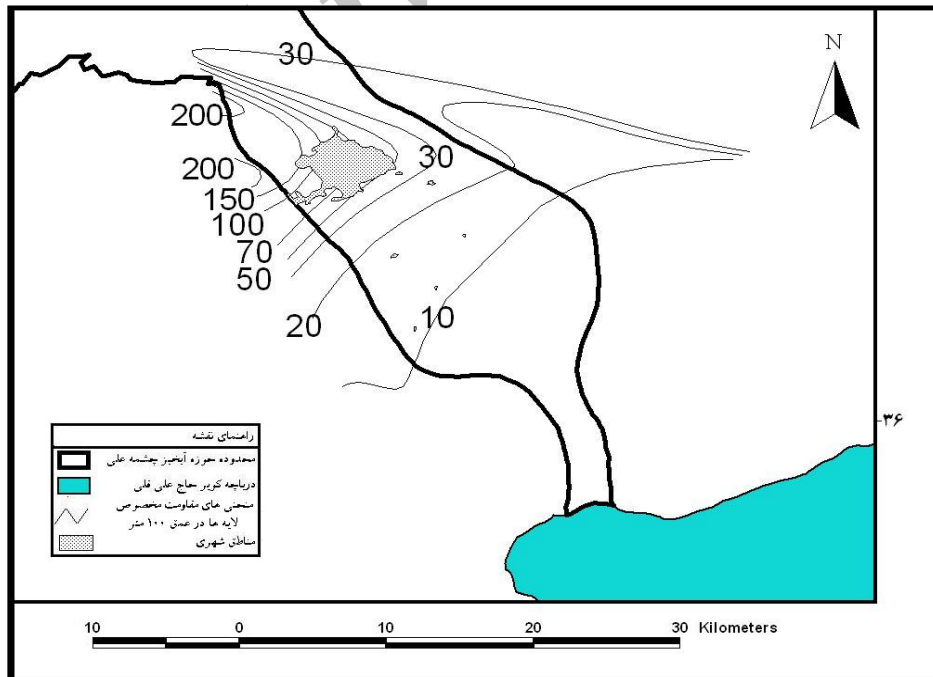 N
30
200
30
200
150
100
70
50
20
10
۳۶
راهنمای نقشه
محدوده حوزه آبخیز چشمه علی
دریاچه کویر حاج علی قلی
منحنی های مقاومت مخصوص
لایه ها در عمق ۱۰۰ متر
مناطق شهری
10 0 10 20 30 Kilometers